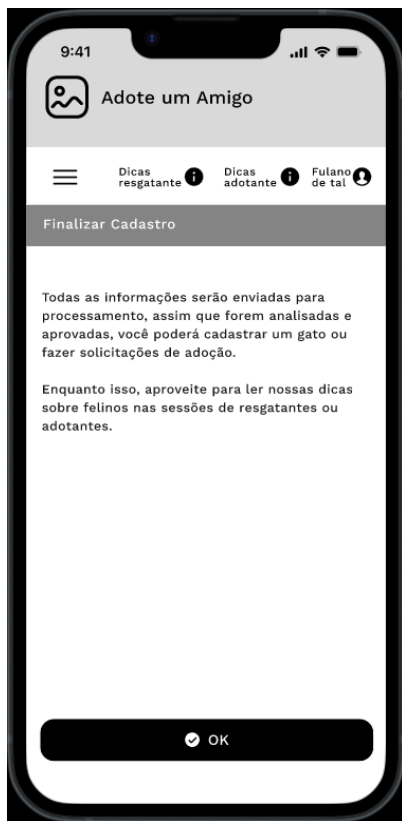 9:41
Adote um Amigo
Dicas
resgatante
Dicas
adotante
Fulano
de tal
Finalizar Cadastro
Todas as informações serão enviadas para
processamento, assim que forem analisadas e
aprovadas, você poderá cadastrar um gato ou
fazer solicitações de adoção.
Enquanto isso, aproveite para ler nossas dicas
sobre felinos nas sessões de resgatantes ou
adotantes.
OK